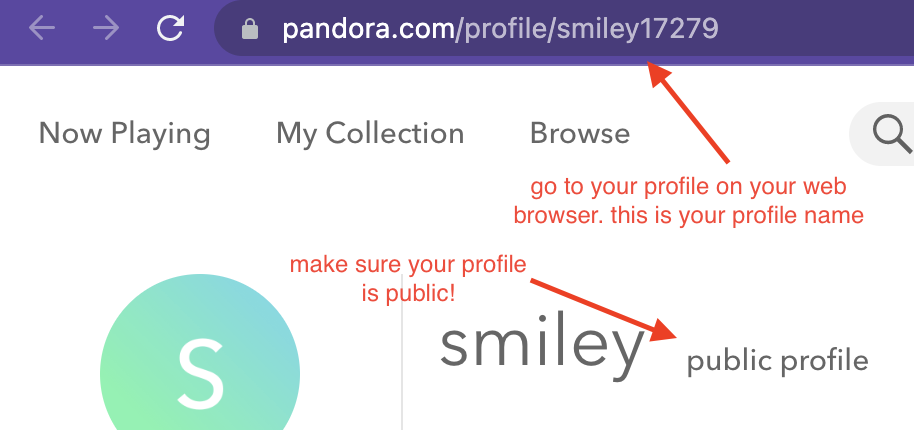 pandora.com/profile/smiley17279
Now Playing My Collection Browse
go to your profile on your web
browser. this is your profile name
make sure your profile
is public!
S
smiley
public profile